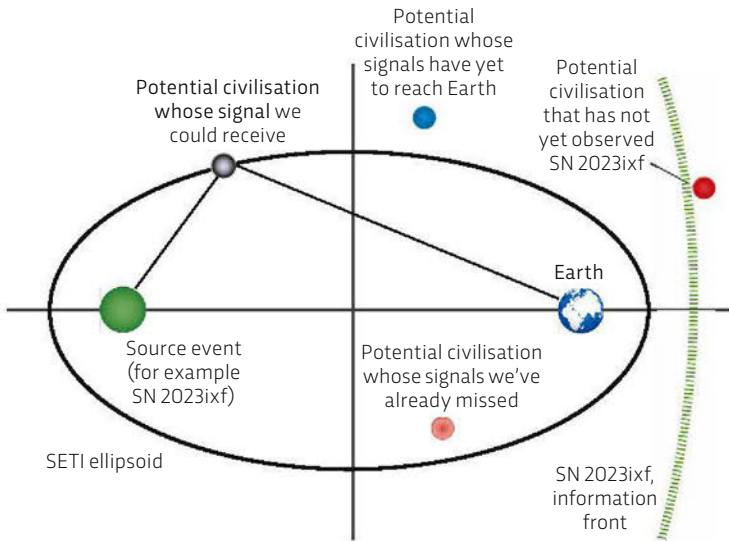 Potential
civilisation whose
signals have yet
to reach Earth
Potential civilisation
whose signal we
could receive
Potential
civilisation
that has not
yet observed
SN 2023ixf
Earth
Source event
(for example
SN 2023ixf)
Potential civilisation
whose signals we’ve
already missed
SETI ellipsoid
SN 2023ixf,
information
front